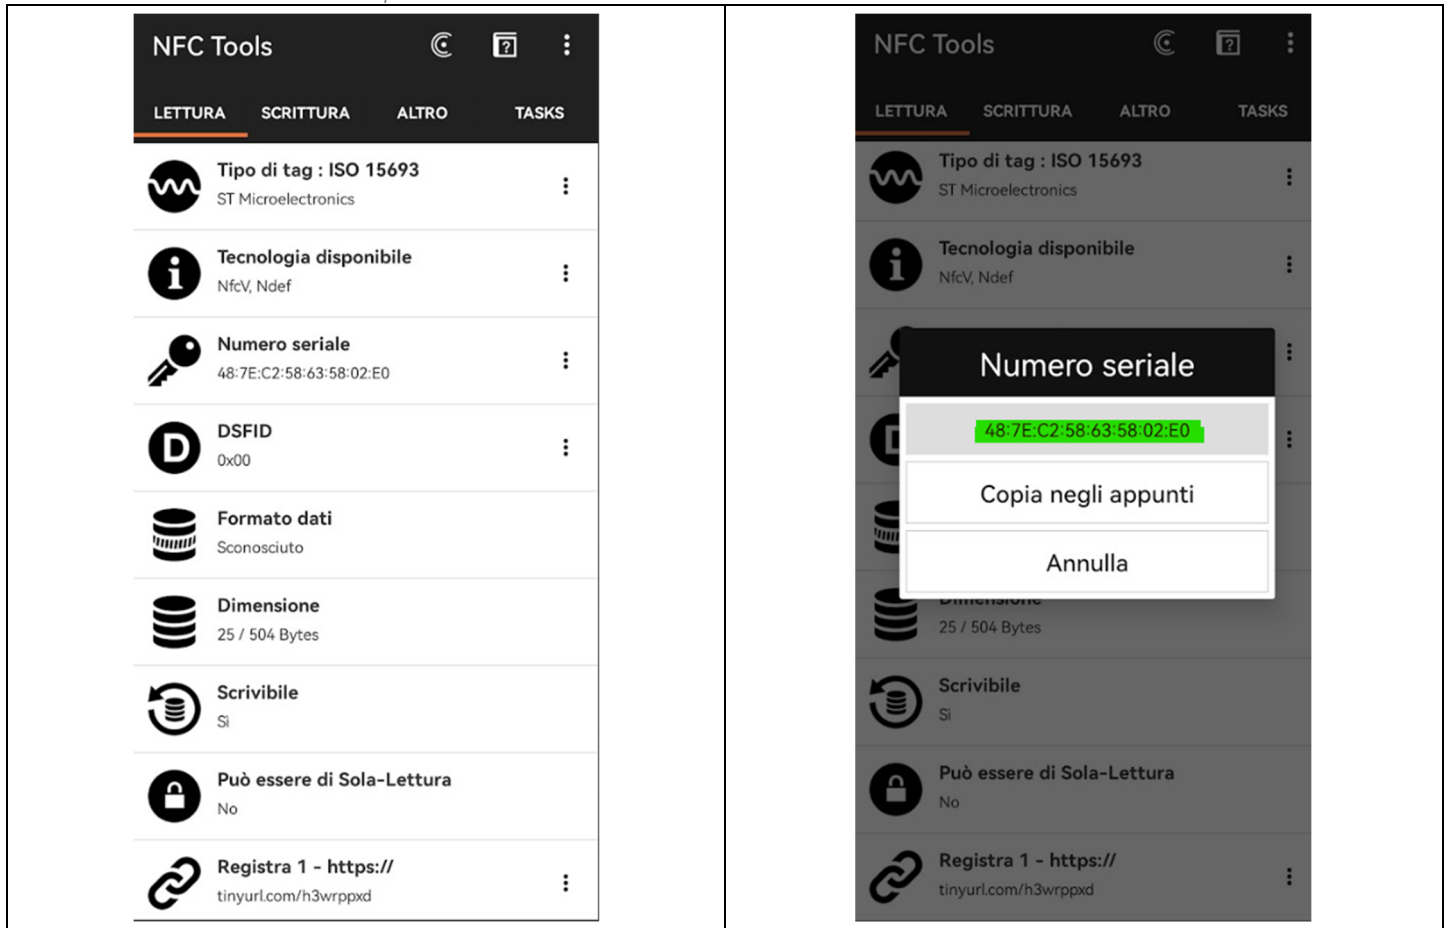 NFC Tools
LETTURA SCRITTURA ALTRO TASKS
Tipo di tag : ISO 15693
ST Microelectronics
Tecnologia disponibile
NfcV, Ndef
Numero seriale
48:7E:C2:58:63:58:02:E0
DSFID
0x00
Formato dati
Sconosciuto
Dimensione
25 / 504 Bytes
Scrivibile
Sì
Può essere di Sola-Lettura
No
Registra 1 - https://
tinyurl.com/h3wrppxd
NFC Tools
LETTURA SCRITTURA ALTRO TASKS
Tipo di tag : ISO 15693
ST Microelectronics
Tecnologia disponibile
NfcV, Ndef
Numero seriale
48:7E:C2:58:63:58:02:E0
Copia negli appunti
Annulla
Dimensione
25 / 504 Bytes
Scrivibile
Sì
Può essere di Sola-Lettura
No
Registra 1 - https://
tinyurl.com/h3wrppxd